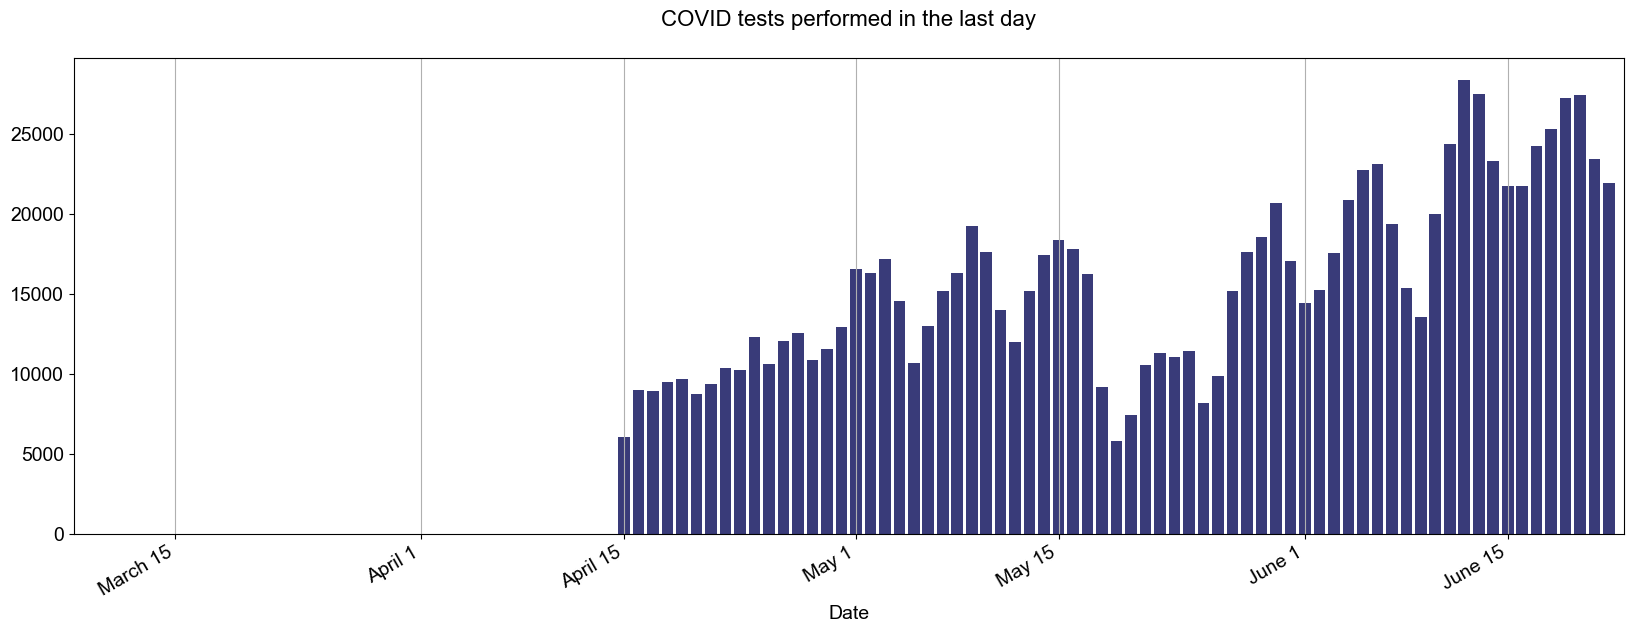 COVID tests performed in the last day
25000
20000
15000
10000
5000
0
March 15
April 1
April 15
May 1
May 15
June 1
June 15
Date